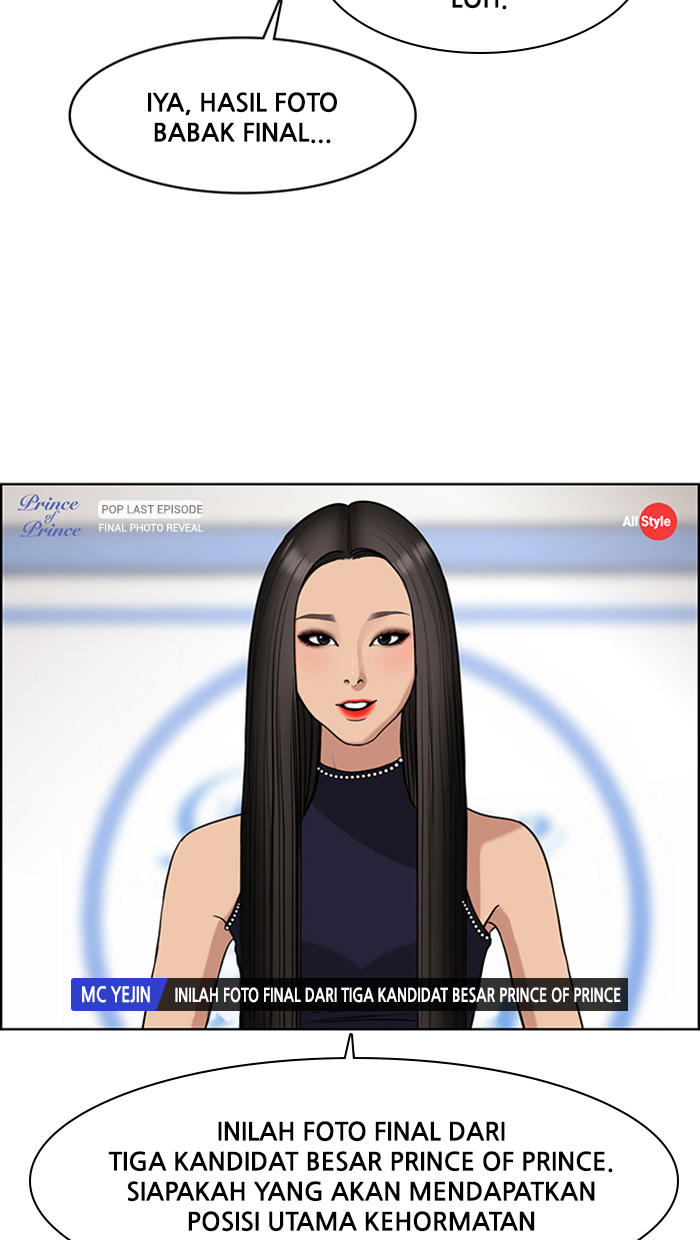 LOH.
IYA, HASIL FOTO
BABAK FINAL...
Prince
of
Prince
POP LAST EPISODE
FINAL PHOTO REVEAL
All Style
MC YEJIN
INILAH FOTO FINAL DARI TIGA KANDIDAT BESAR PRINCE OF PRINCE
INILAH FOTO FINAL DARI
TIGA KANDIDAT BESAR PRINCE OF PRINCE.
SIAPAKAH YANG AKAN MENDAPATKAN
POSISI UTAMA KEHORMATAN